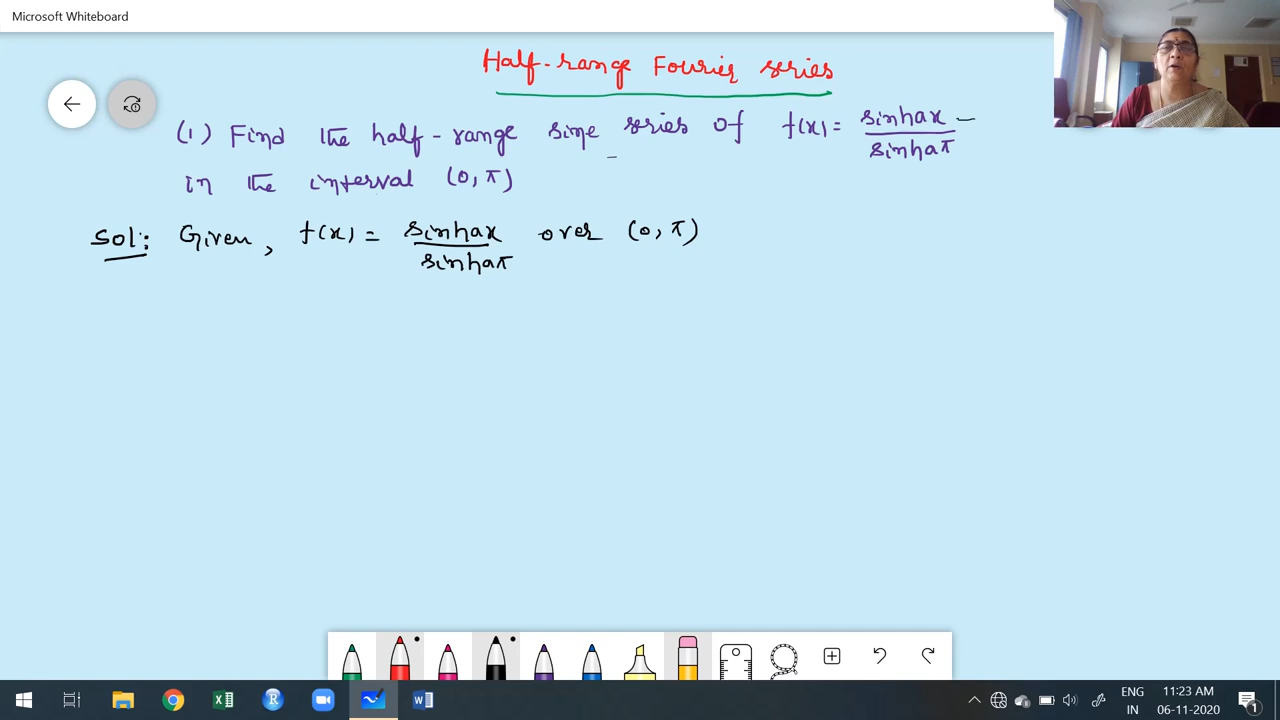 Microsoft Whiteboard
Half-range Fourier series
(1) Find the half-range sine series of f(x) = sinhax / sinhaπ
in the interval (0, π)
Sol: Given, f(x) = sinhax / sinhaπ over (0, π)
ENG
IN
11:23 AM
06-11-2020
1